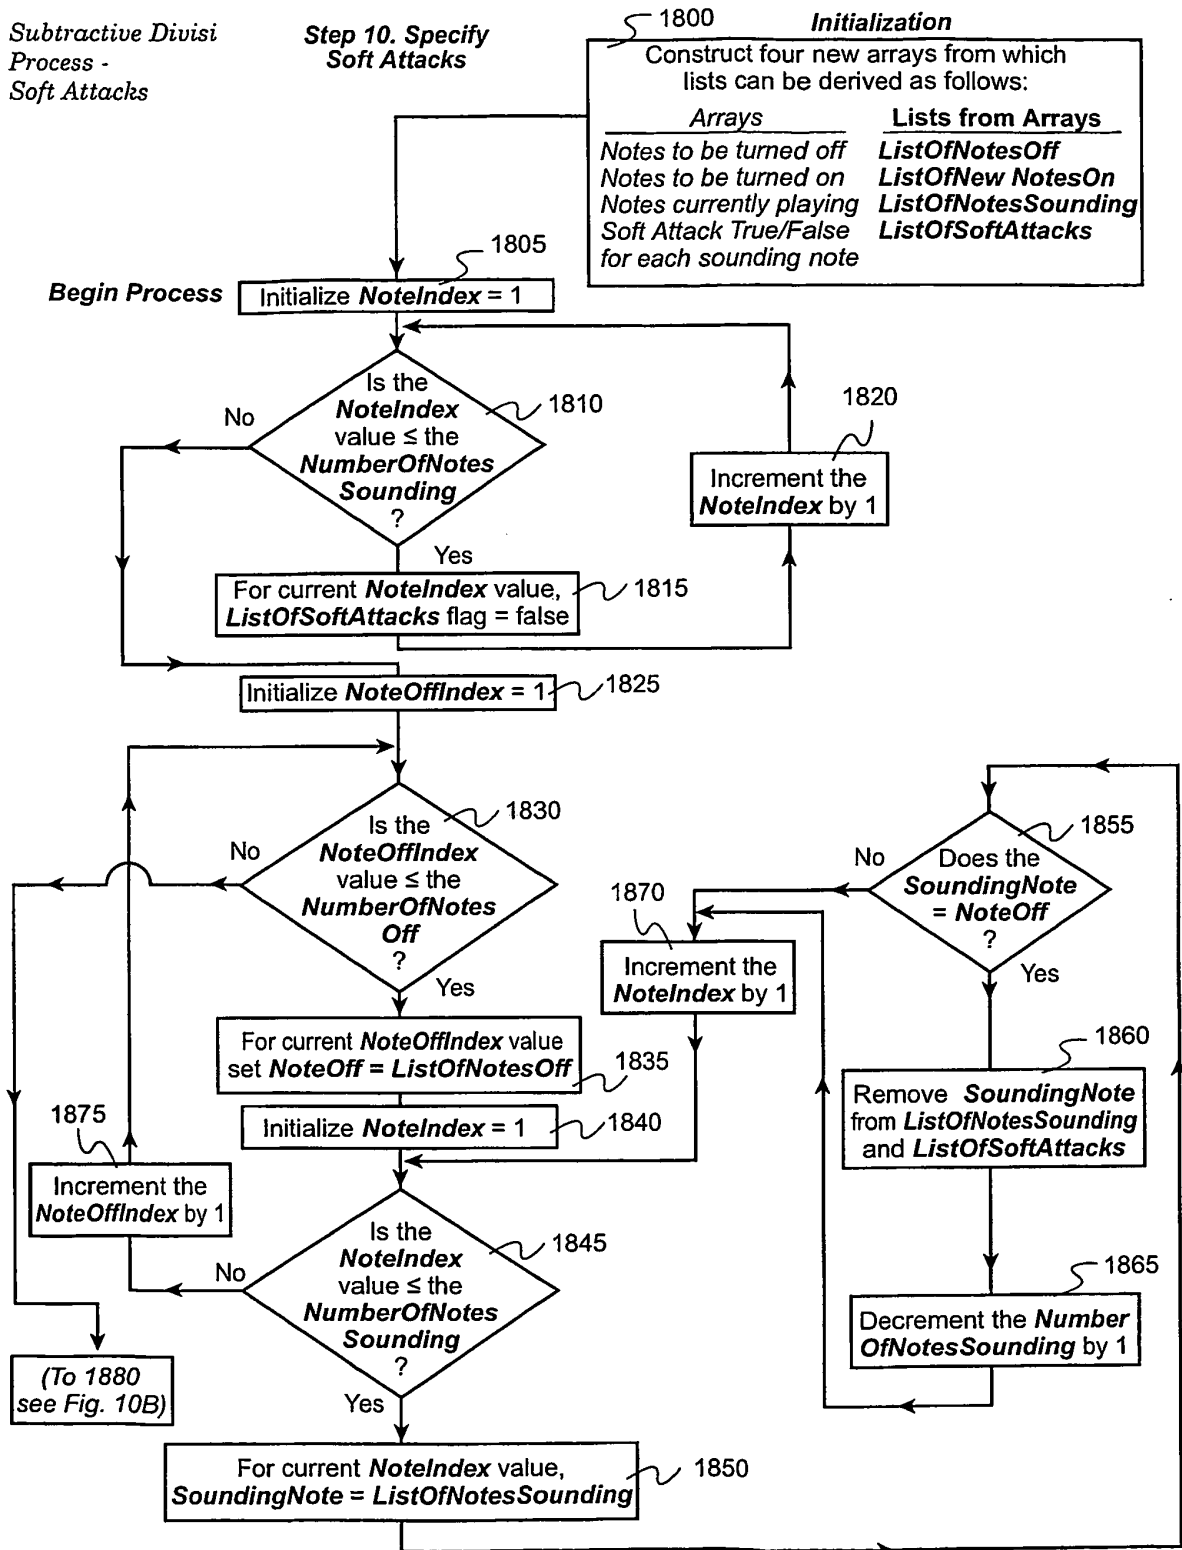 Subtractive Divisi
Process -
Soft Attacks
Step 10. Specify
Soft Attacks
1800
Initialization
Construct four new arrays from which
lists can be derived as follows:
Arrays Lists from Arrays
Notes to be turned off ListOfNotesOff
Notes to be turned on ListOfNew NotesOn
Notes currently playing ListOfNotesSounding
Soft Attack True/False ListOfSoftAttacks
for each sounding note
1805
Begin Process
Initialize NoteIndex = 1
Is the
NoteIndex
value ≤ the
NumberOfNotes
Sounding
?
1810
No
Yes
1820
Increment the
NoteIndex by 1
For current NoteIndex value,
ListOfSoftAttacks flag = false
1815
Initialize NoteOffIndex = 1
1825
Is the
NoteOffIndex
value ≤ the
NumberOfNotes
Off
?
1830
No
Yes
For current NoteOffIndex value
set NoteOff = ListOfNotesOff
1835
Initialize NoteIndex = 1
1840
Is the
NoteIndex
value ≤ the
NumberOfNotes
Sounding
?
1845
No
Yes
For current NoteIndex value,
SoundingNote = ListOfNotesSounding
1850
Does the
SoundingNote
= NoteOff
?
1855
No
Yes
1860
Remove SoundingNote
from ListOfNotesSounding
and ListOfSoftAttacks
1865
Decrement the Number
OfNotesSounding by 1
1870
Increment the
NoteIndex by 1
1875
Increment the
NoteOffIndex by 1
(To 1880
see Fig. 10B)